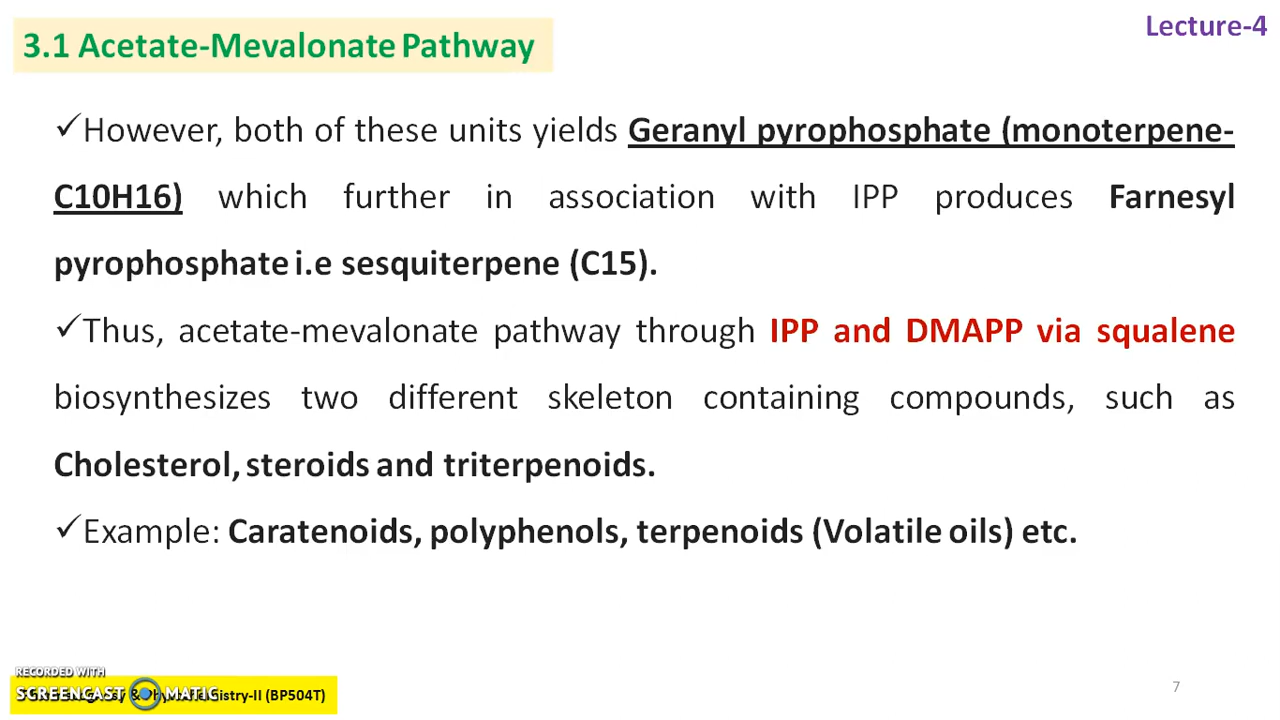 Lecture-4
3.1 Acetate-Mevalonate Pathway
✓However, both of these units yields Geranyl pyrophosphate (monoterpene-
C10H16) which further in association with IPP produces Farnesyl
pyrophosphate i.e sesquiterpene (C15).
✓Thus, acetate-mevalonate pathway through IPP and DMAPP via squalene
biosynthesizes two different skeleton containing compounds, such as
Cholesterol, steroids and triterpenoids.
✓Example: Caratenoids, polyphenols, terpenoids (Volatile oils) etc.
RECORDED WITH
SCREENCAST MATIC
(BP504T)
7